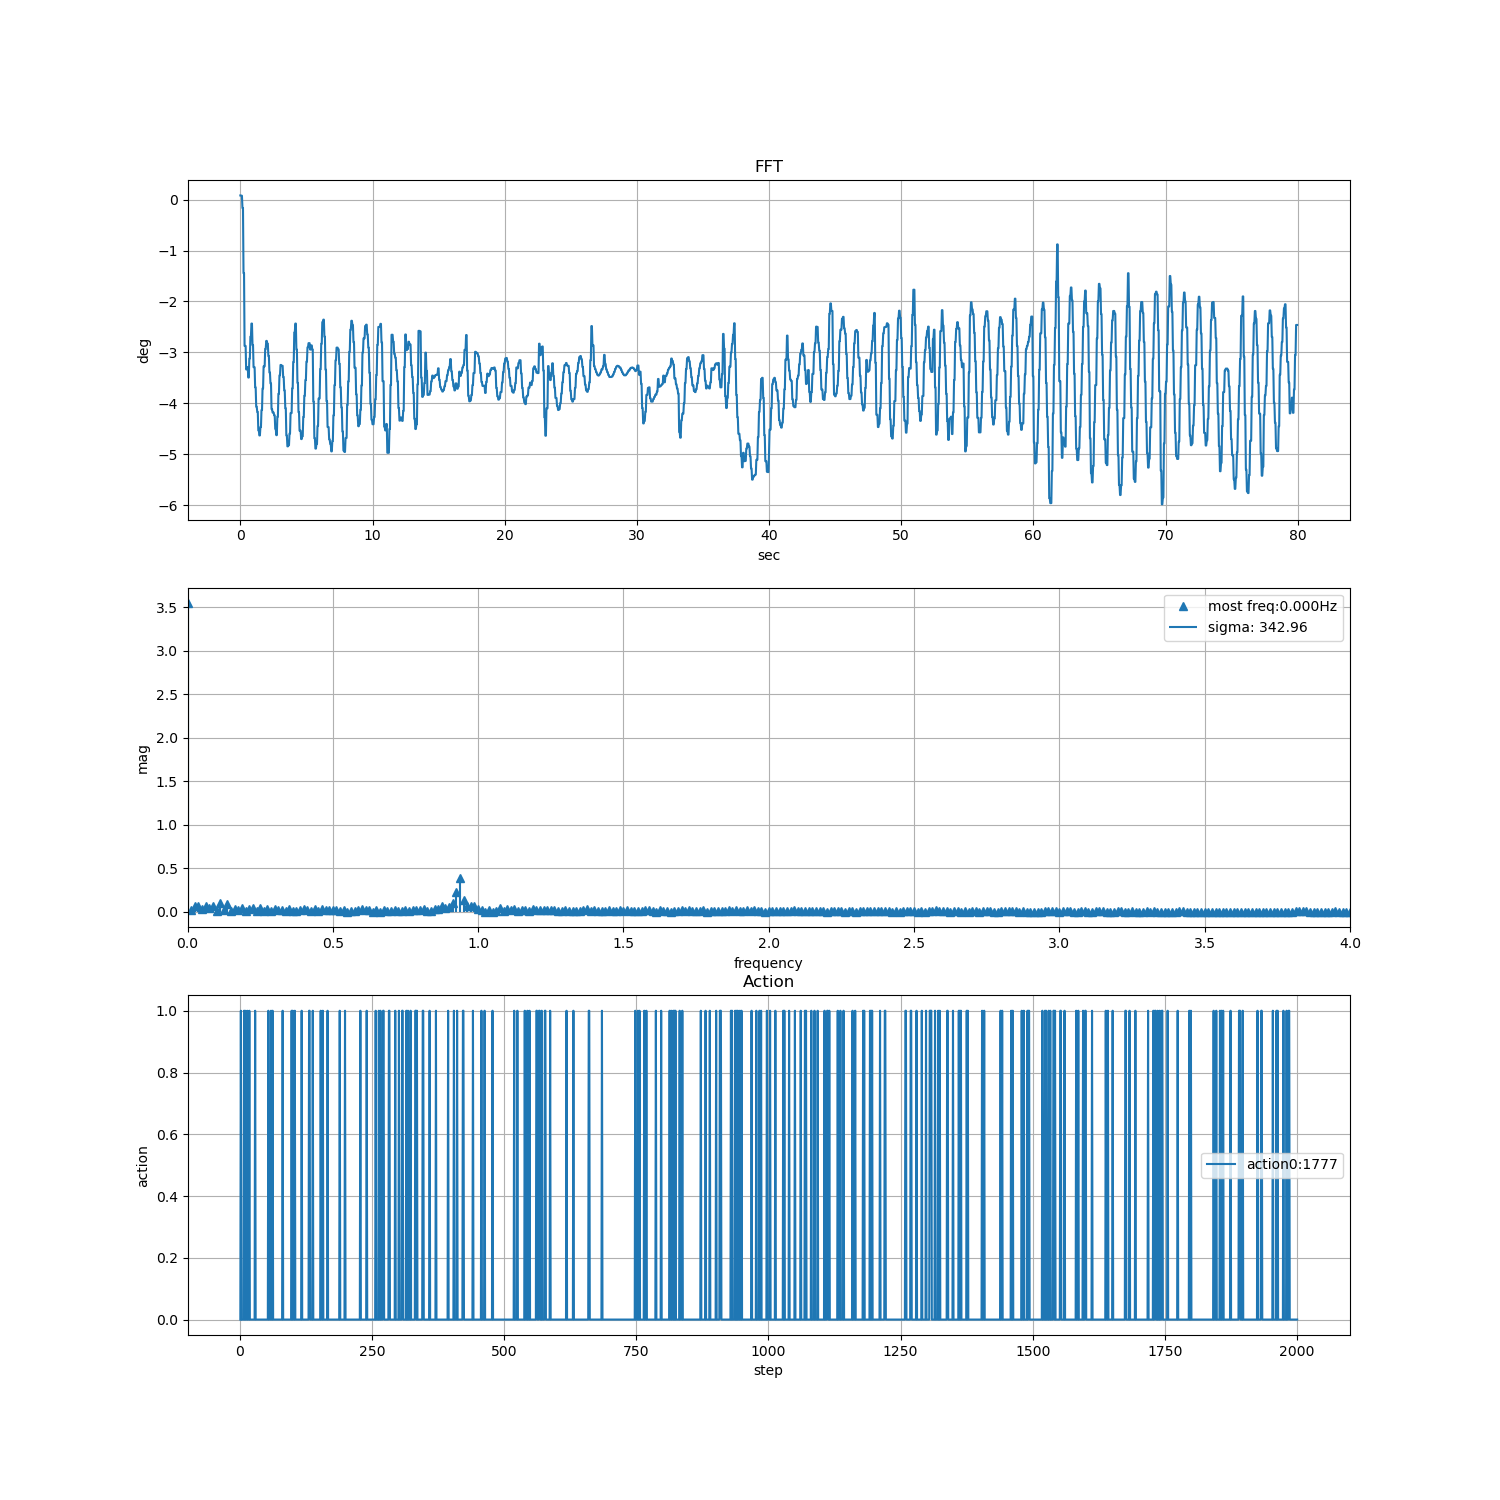 FFT
0
−1
−2
−3
−4
−5
−6
deg
0 10 20 30 40 50 60 70 80
sec
3.5
3.0
2.5
2.0
1.5
1.0
0.5
0.0
mag
most freq:0.000Hz
sigma: 342.96
0.0 0.5 1.0 1.5 2.0 2.5 3.0 3.5 4.0
frequency
Action
1.0
0.8
0.6
0.4
0.2
0.0
action
action0:1777
0 250 500 750 1000 1250 1500 1750 2000
step